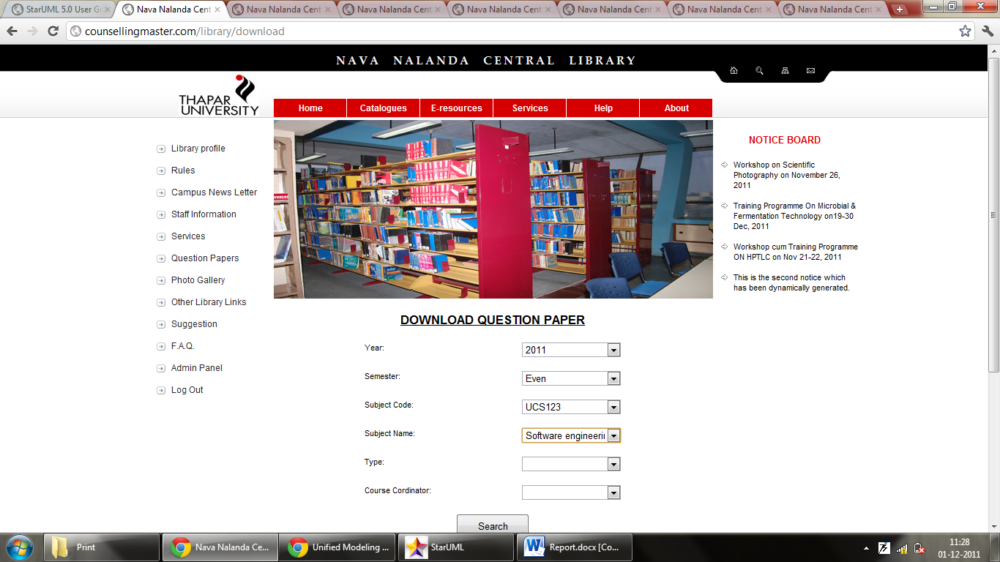 StarUML 5.0 User Gu
Nava Nalanda Cent
Nava Nalanda Cent
Nava Nalanda Cent
Nava Nalanda Cent
Nava Nalanda Cent
Nava Nalanda Cent
Nava Nalanda Cent
counsellingmaster.com/library/download
NAVA NALANDA CENTRAL LIBRARY
THAPAR
UNIVERSITY
Home
Catalogues
E-resources
Services
Help
About
Library profile
Rules
Campus News Letter
Staff Information
Services
Question Papers
Photo Gallery
Other Library Links
Suggestion
F.A.Q.
Admin Panel
Log Out
NOTICE BOARD
Workshop on Scientific
Photography on November 26,
2011
Training Programme On Microbial &
Fermentation Technology on19-30
Dec, 2011
Workshop cum Training Programme
ON HPTLC on Nov 21-22, 2011
This is the second notice which
has been dynamically generated.
DOWNLOAD QUESTION PAPER
Year:
2011
Semester:
Even
Subject Code:
UCS123
Subject Name:
Software engineerin
Type:
Course Cordinator:
Search
Print
Nava Nalanda Ce...
Unified Modeling ...
StarUML
Report.docx [Co...
11:28
01-12-2011